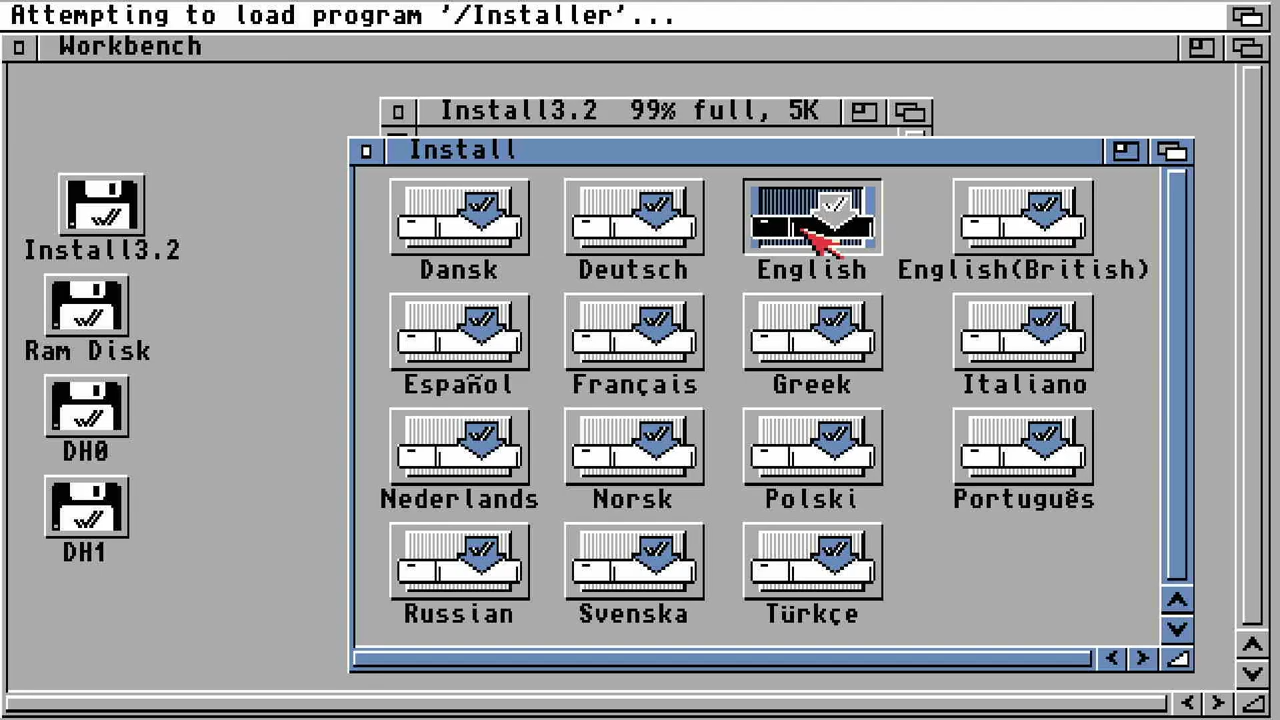 Attempting to load program '/Installer'...
Workbench
Install3.2  99% full, 5K
Install
Install3.2
Ram Disk
DH0
DH1
Dansk
Deutsch
English
English(British)
Español
Français
Greek
Italiano
Nederlands
Norsk
Polski
Português
Russian
Svenska
Türkçe